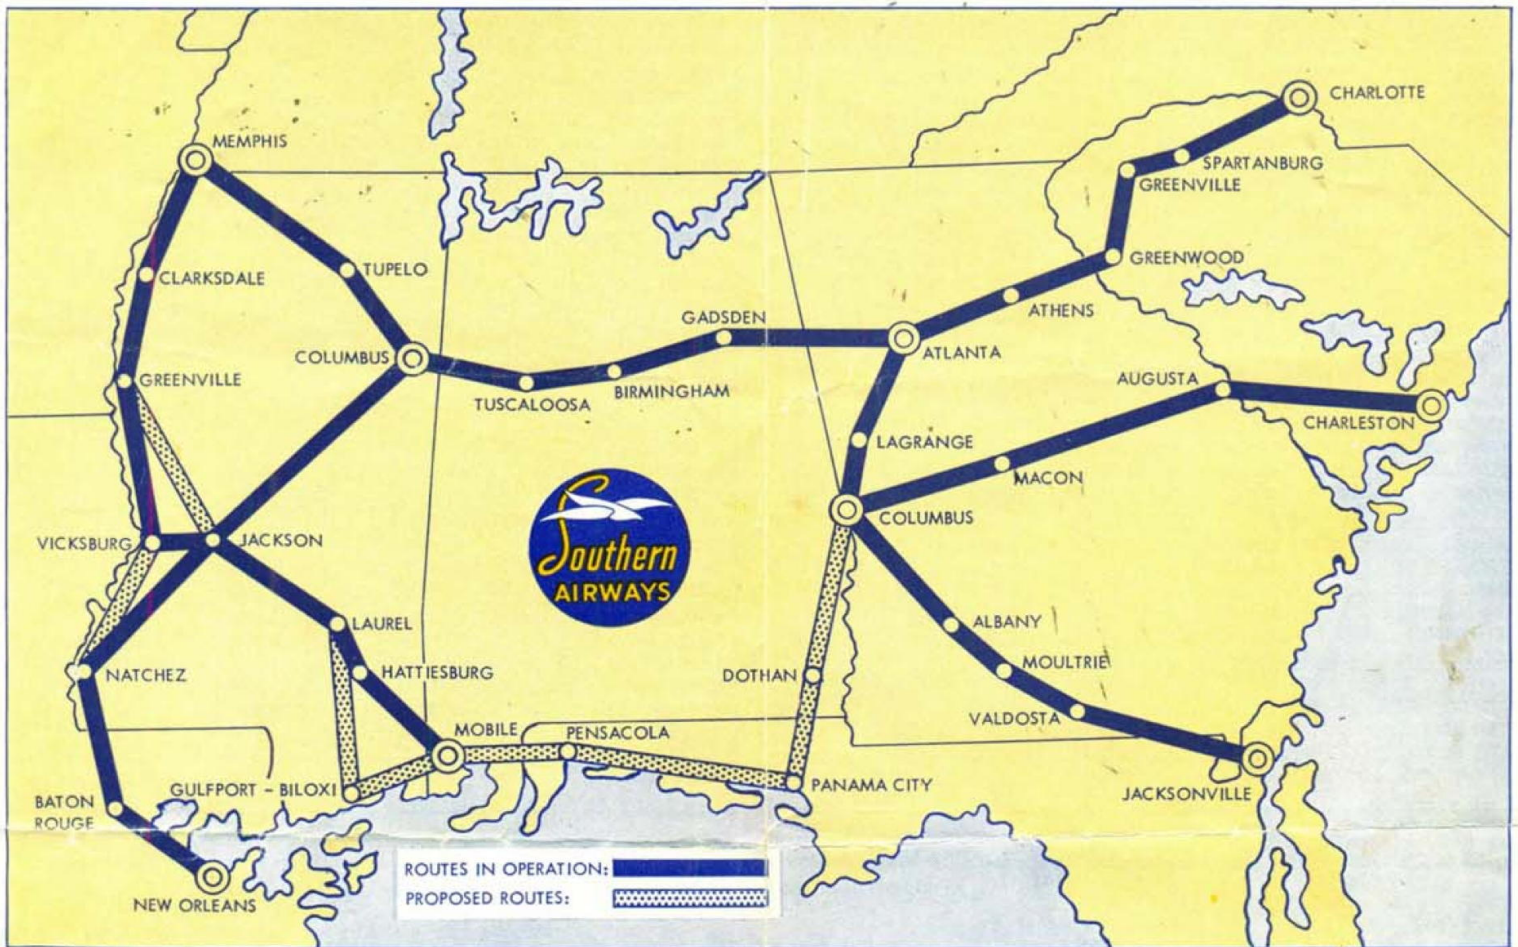 CHARLOTTE
MEMPHIS
SPARTANBURG
GREENVILLE
GREENWOOD
TUPELO
CLARKSDALE
ATHENS
GADSDEN
COLUMBUS
ATLANTA
GREENVILLE
AUGUSTA
BIRMINGHAM
TUSCALOOSA
CHARLESTON
LAGRANGE
MACON
COLUMBUS
VICKSBURG
JACKSON
Southern
AIRWAYS
LAUREL
ALBANY
MOULTRIE
NATCHEZ
HATTIESBURG
DOTHAN
VALDOSTA
MOBILE
PENSACOLA
GULFPORT – BILOXI
PANAMA CITY
JACKSONVILLE
BATON
ROUGE
ROUTES IN OPERATION:
PROPOSED ROUTES:
NEW ORLEANS